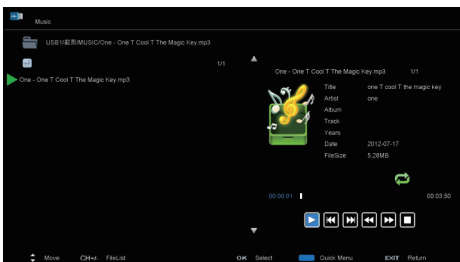 Music
USB1/前面/MUSIC/One - One T Cool T The Magic Key.mp3
1/1
One - One T Cool T The Magic Key.mp3
One - One T Cool T The Magic Key.mp3 1/1
Title one T cool T the magic key
Artist one
Album
Track
Years
Date 2012-07-17
FileSize 5.28MB
00:00:01 00:03:50
Move CH+/- FileList OK Select Quick Menu EXIT Return